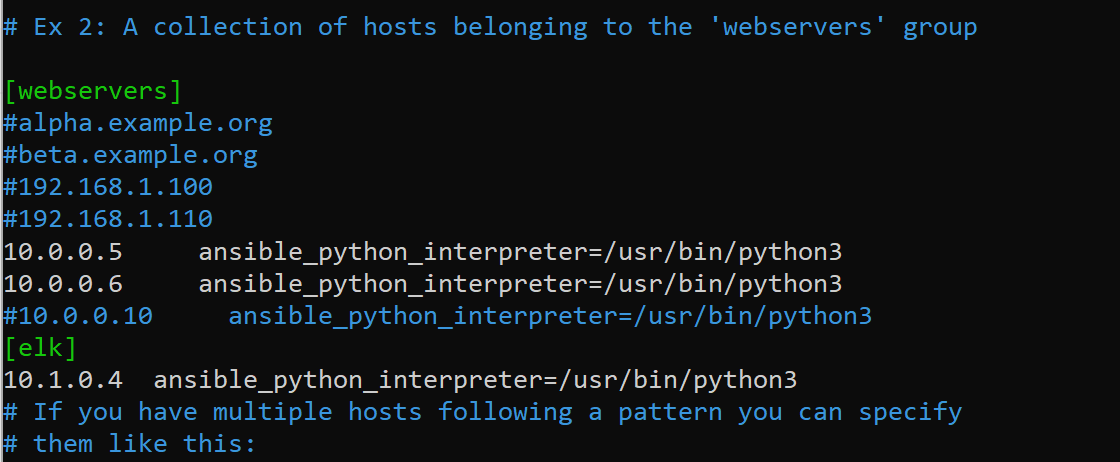 # Ex 2: A collection of hosts belonging to the 'webservers' group
[webservers]
#alpha.example.org
#beta.example.org
#192.168.1.100
#192.168.1.110
10.0.0.5     ansible_python_interpreter=/usr/bin/python3
10.0.0.6     ansible_python_interpreter=/usr/bin/python3
#10.0.0.10     ansible_python_interpreter=/usr/bin/python3
[elk]
10.1.0.4  ansible_python_interpreter=/usr/bin/python3
# If you have multiple hosts following a pattern you can specify
# them like this: